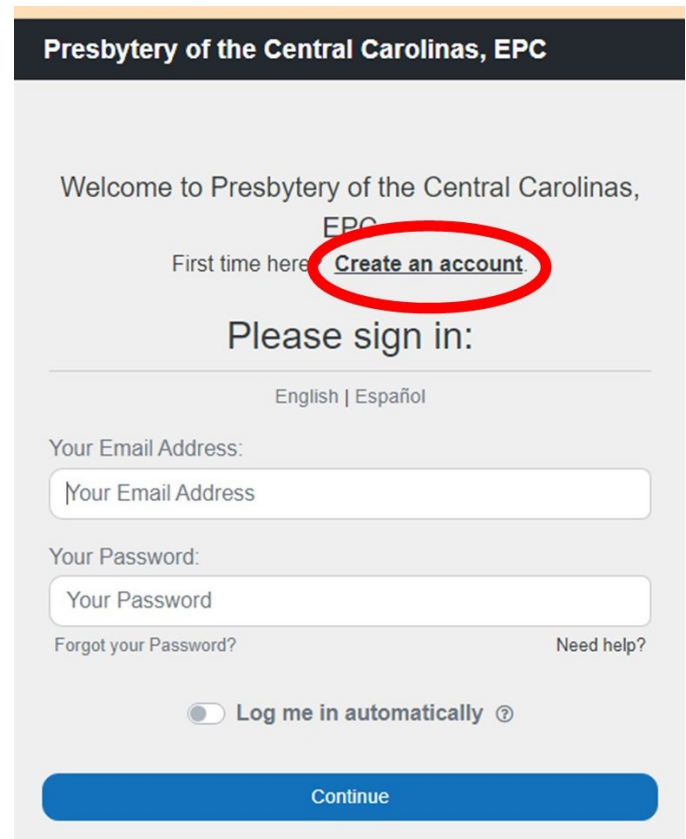 Presbytery of the Central Carolinas, EPC
Welcome to Presbytery of the Central Carolinas,
EPC
First time here? Create an account.
Please sign in:
English | Español
Your Email Address:
Your Email Address
Your Password:
Your Password
Forgot your Password?
Need help?
Log me in automatically ?
Continue